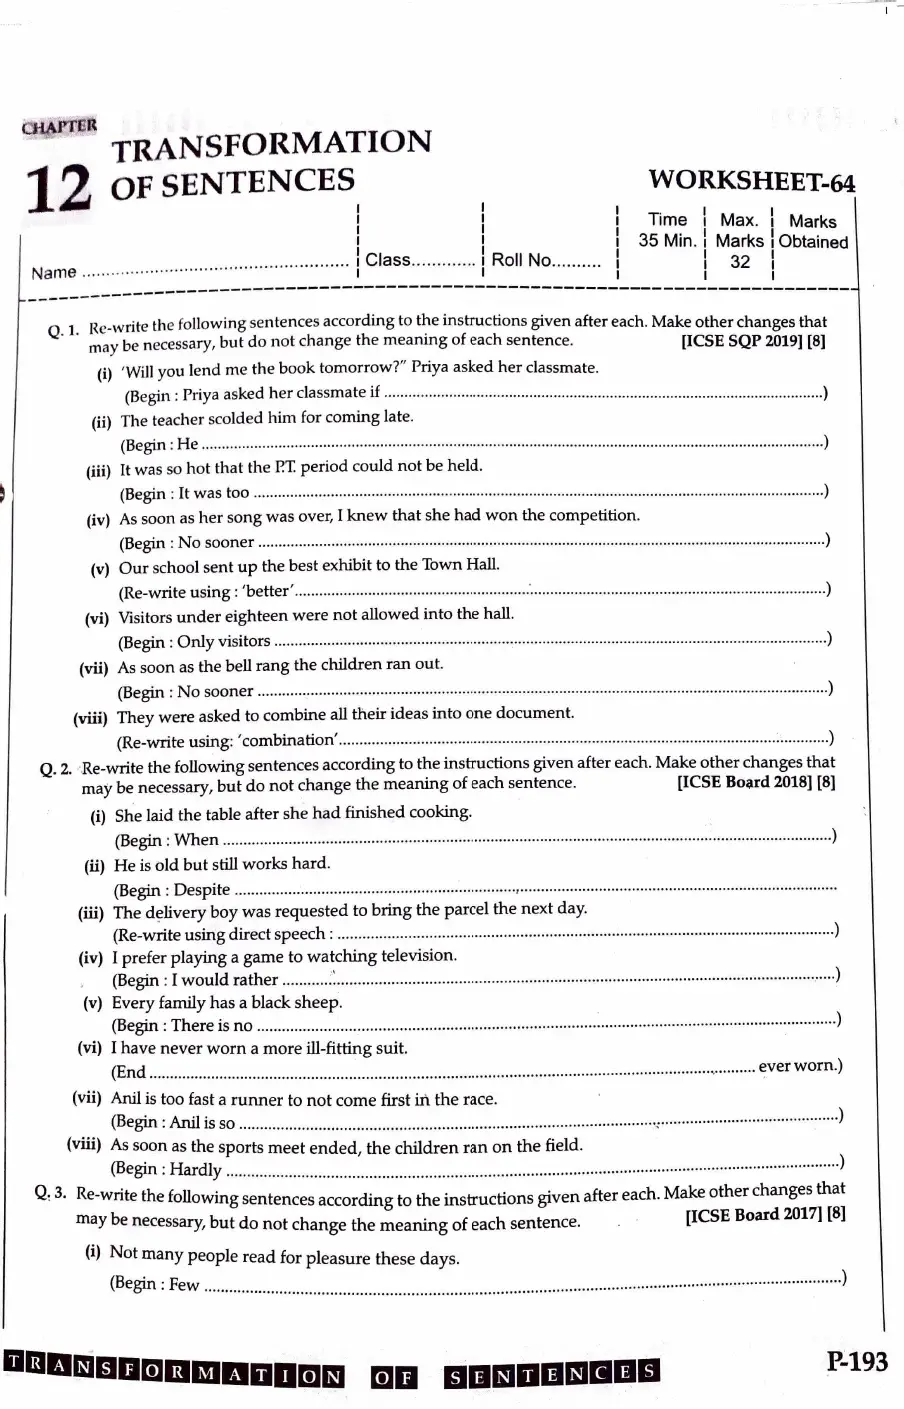 CHAPTER
12
TRANSFORMATION
OF SENTENCES
WORKSHEET-64
Name .......... Class.......... Roll No..........
Time
35 Min.
Max.
Marks
32
Marks
Obtained
Q. 1. Re-write the following sentences according to the instructions given after each. Make other changes that
may be necessary, but do not change the meaning of each sentence. [ICSE SQP 2019] [8]
(i) 'Will you lend me the book tomorrow?" Priya asked her classmate.
(Begin : Priya asked her classmate if ..........)
(ii) The teacher scolded him for coming late.
(Begin : He ..........)
(iii) It was so hot that the P.T. period could not be held.
(Begin : It was too ..........)
(iv) As soon as her song was over, I knew that she had won the competition.
(Begin : No sooner ..........)
(v) Our school sent up the best exhibit to the Town Hall.
(Re-write using : 'better'..........)
(vi) Visitors under eighteen were not allowed into the hall.
(Begin : Only visitors ..........)
(vii) As soon as the bell rang the children ran out.
(Begin : No sooner ..........)
(viii) They were asked to combine all their ideas into one document.
(Re-write using: 'combination'..........)
Q. 2. Re-write the following sentences according to the instructions given after each. Make other changes that
may be necessary, but do not change the meaning of each sentence. [ICSE Board 2018] [8]
(i) She laid the table after she had finished cooking.
(Begin : When ..........)
(ii) He is old but still works hard.
(Begin : Despite ..........
(iii) The delivery boy was requested to bring the parcel the next day.
(Re-write using direct speech : ..........)
(iv) I prefer playing a game to watching television.
(Begin : I would rather ..........)
(v) Every family has a black sheep.
(Begin : There is no ..........)
(vi) I have never worn a more ill-fitting suit.
(End .......... ever worn.)
(vii) Anil is too fast a runner to not come first in the race.
(Begin : Anil is so ..........)
(viii) As soon as the sports meet ended, the children ran on the field.
(Begin : Hardly ..........)
Q. 3. Re-write the following sentences according to the instructions given after each. Make other changes that
may be necessary, but do not change the meaning of each sentence. [ICSE Board 2017] [8]
(i) Not many people read for pleasure these days.
(Begin : Few ..........)
TRANSFORMATION OF SENTENCES
P-193